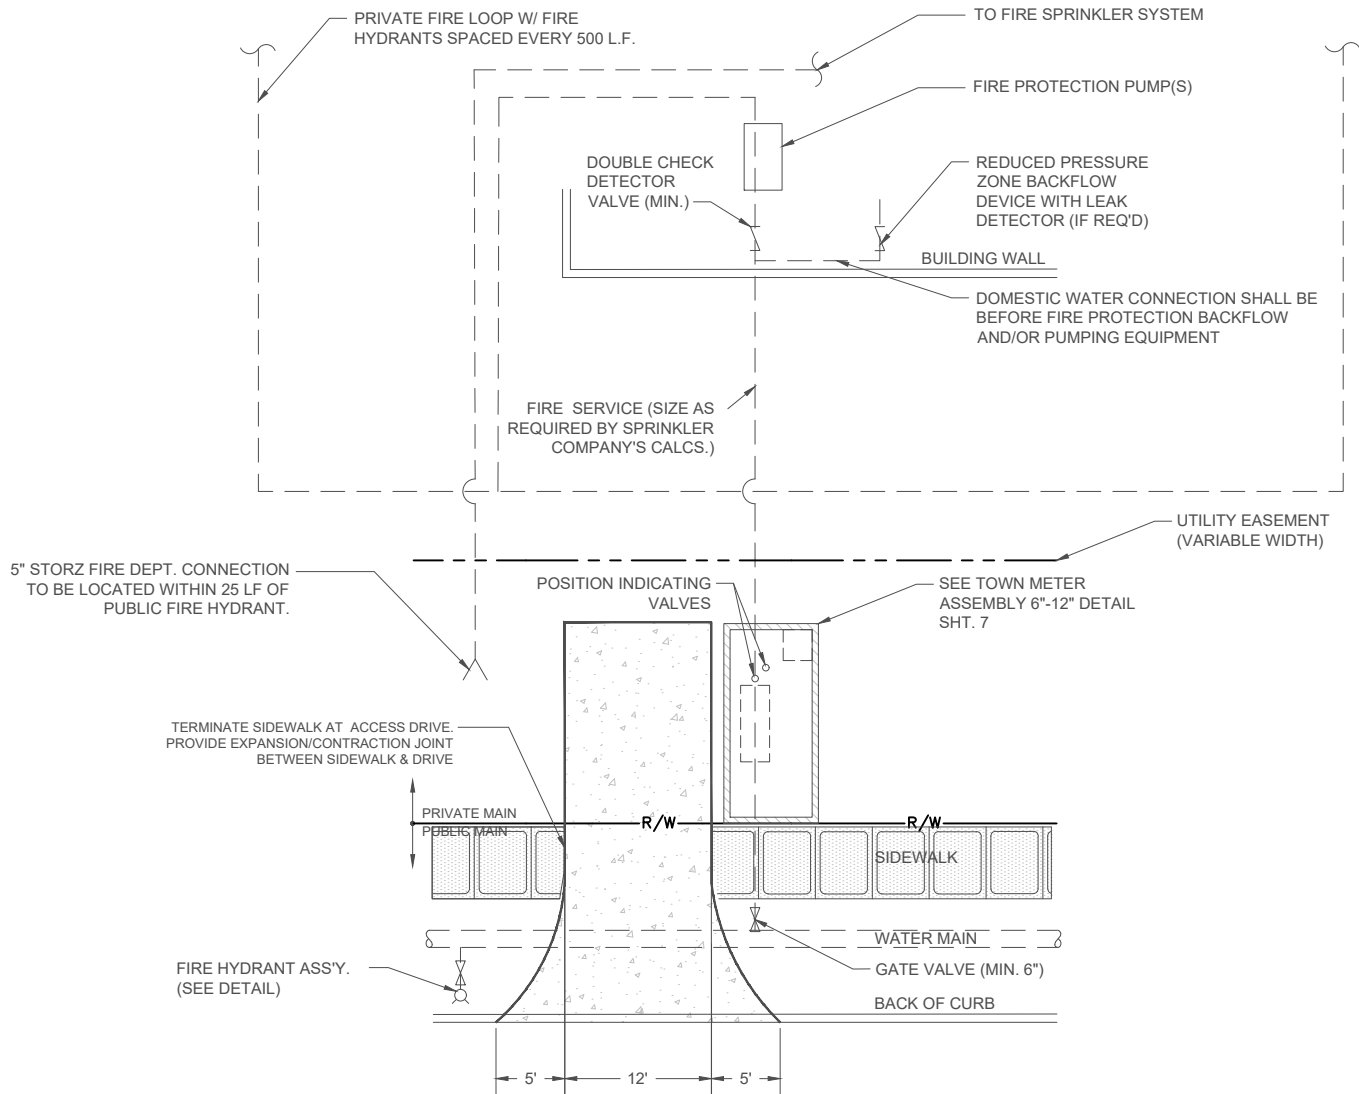 PRIVATE FIRE LOOP W/ FIRE
HYDRANTS SPACED EVERY 500 L.F.
TO FIRE SPRINKLER SYSTEM
FIRE PROTECTION PUMP(S)
DOUBLE CHECK
DETECTOR
VALVE (MIN.)
REDUCED PRESSURE
ZONE BACKFLOW
DEVICE WITH LEAK
DETECTOR (IF REQ'D)
BUILDING WALL
DOMESTIC WATER CONNECTION SHALL BE
BEFORE FIRE PROTECTION BACKFLOW
AND/OR PUMPING EQUIPMENT
FIRE SERVICE (SIZE AS
REQUIRED BY SPRINKLER
COMPANY'S CALCS.)
UTILITY EASEMENT
(VARIABLE WIDTH)
5" STORZ FIRE DEPT. CONNECTION
TO BE LOCATED WITHIN 25 LF OF
PUBLIC FIRE HYDRANT.
POSITION INDICATING
VALVES
SEE TOWN METER
ASSEMBLY 6"-12" DETAIL
SHT. 7
TERMINATE SIDEWALK AT ACCESS DRIVE.
PROVIDE EXPANSION/CONTRACTION JOINT
BETWEEN SIDEWALK & DRIVE
PRIVATE MAIN
PUBLIC MAIN
R/W
R/W
SIDEWALK
WATER MAIN
GATE VALVE (MIN. 6")
FIRE HYDRANT ASS'Y.
(SEE DETAIL)
BACK OF CURB
5'
12'
5'